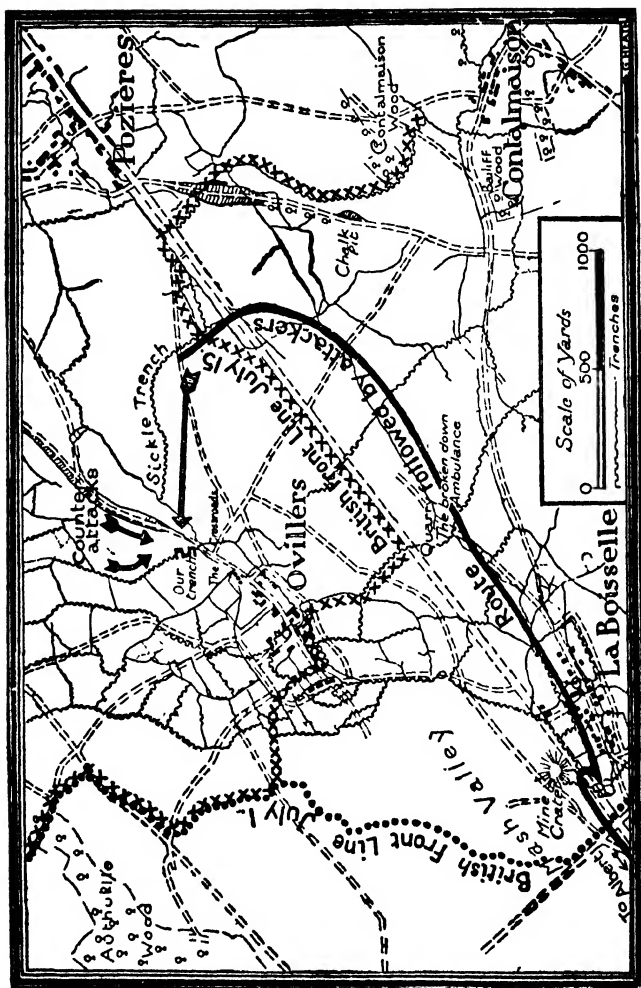 Authuille
Wood
Counter
attacks
Sickle Trench
Pozières
Our
trench
The Crossroads
Ovillers
British Front Line July 15
Contalmaison
Wood
Chalk
Pit
British Front Line July 1.
Mash Valley
Mine
Crater
Route followed by attackers
Quarry
The broken down
Ambulance
Bailiff
Wood
Contalmaison
La Boisselle
To Albert
Scale of Yards
0 500 1000
Trenches